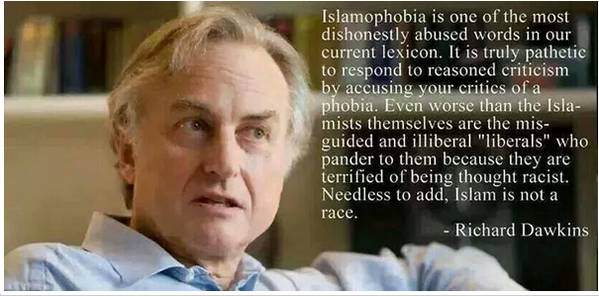 Islamophobia is one of the most
dishonestly abused words in our
current lexicon. It is truly pathetic
to respond to reasoned criticism
by accusing your critics of a
phobia. Even worse than the Isla-
mists themselves are the mis-
guided and illiberal "liberals" who
pander to them because they are
terrified of being thought racist.
Needless to add, Islam is not a
race.
- Richard Dawkins